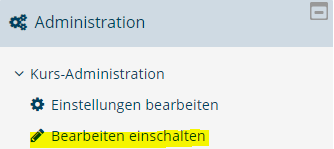 Administration
Kurs-Administration
Einstellungen bearbeiten
Bearbeiten einschalten